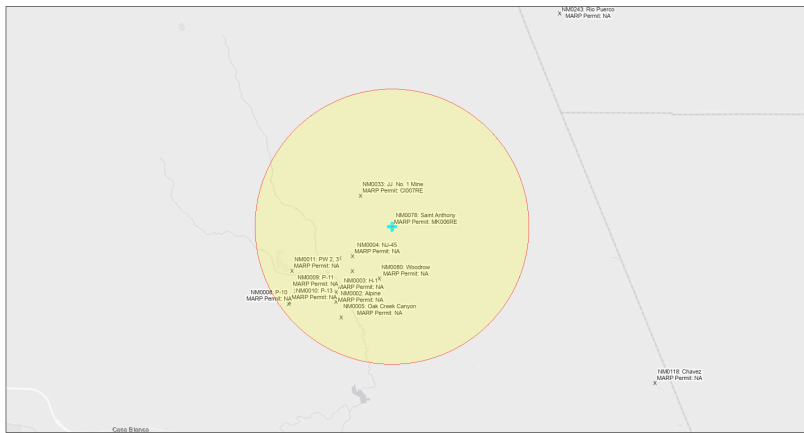 NM0243: Rio Puerco
MARP Permit: NA
NM0033: JJ No. 1 Mine
MARP Permit: CI007RE
NM0078: Saint Anthony
MARP Permit: MK006RE
NM0004: NJ-45
MARP Permit: NA
NM0011: PW 2, 3
MARP Permit: NA
NM0080: Woodrow
MARP Permit: NA
NM0009: P-11
MARP Permit: NA
NM0003: H-1
MARP Permit: NA
NM0008: P-10
MARP Permit: NA
NM0010: P-13
MARP Permit: NA
NM0002: Alpine
MARP Permit: NA
NM0005: Oak Creek Canyon
MARP Permit: NA
NM0118: Chavez
MARP Permit: NA
Casa Blanca